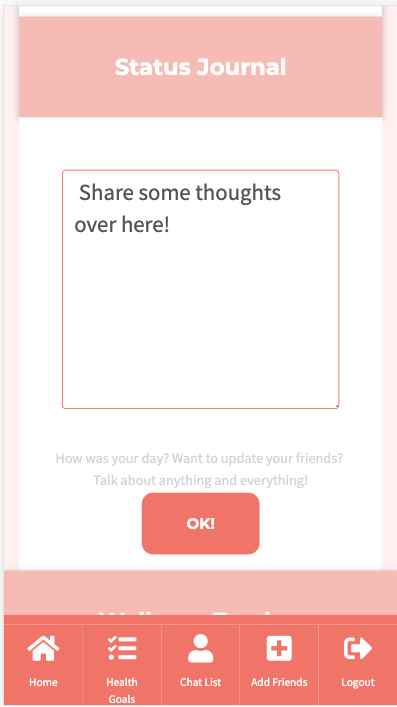 Status Journal
Share some thoughts
over here!
How was your day? Want to update your friends?
Talk about anything and everything!
OK!
Home
Health
Goals
Chat List
Add Friends
Logout